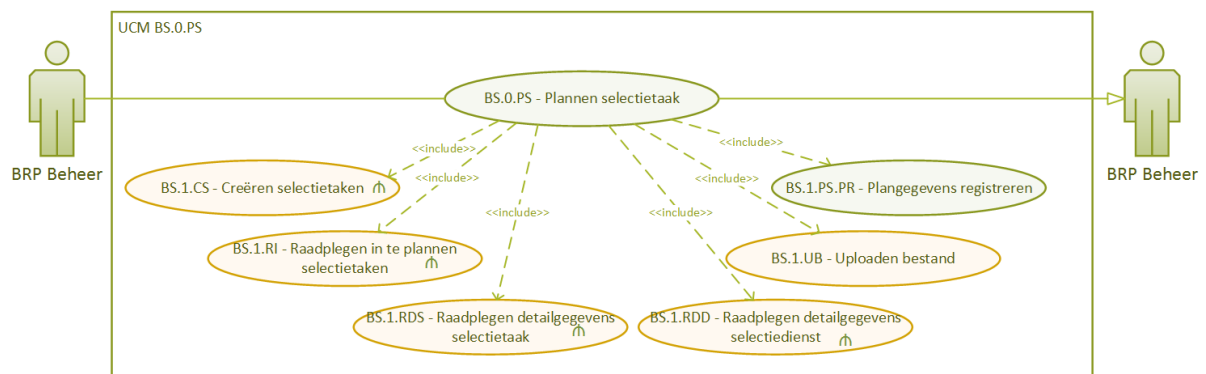 UCM BS.0.PS
BS.0.PS - Plannen selectietaak
BRP Beheer
BRP Beheer
<<include>>
<<include>>
<<include>>
<<include>>
<<include>>
<<include>>
BS.1.CS - Creëren selectietaken
BS.1.PS.PR - Plangegevens registreren
BS.1.RI - Raadplegen in te plannen
selectietaken
BS.1.UB - Uploaden bestand
BS.1.RDS - Raadplegen detailgegevens
selectietaak
BS.1.RDD - Raadplegen detailgegevens
selectiedienst